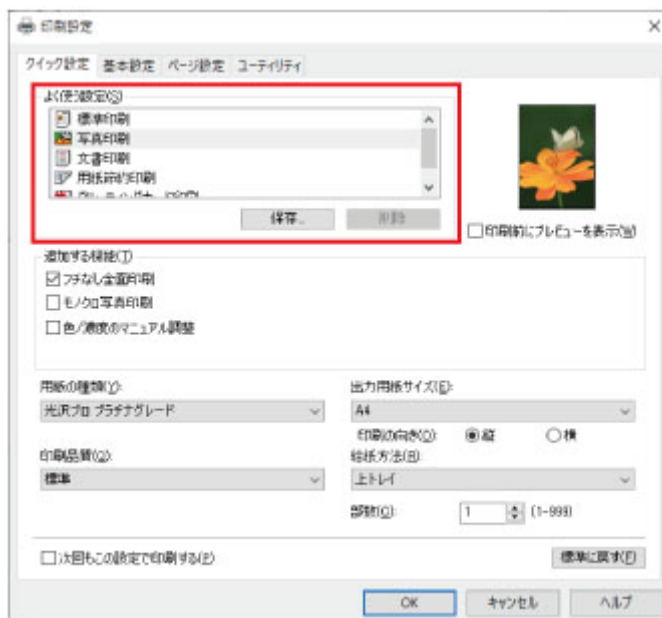 印刷設定
クイック設定 基本設定 ページ設定 ユーティリティ
よく使う設定(S)
標準印刷
写真印刷
文書印刷
用紙節約印刷
保存...
削除
印刷前にプレビューを表示(W)
追加する機能(T)
フチなし全面印刷
モノクロ写真印刷
色/濃度のマニュアル調整
用紙の種類(Y):
光沢プロ プラチナグレード
出力用紙サイズ(E):
A4
印刷の向き(O): 縦 横
印刷品質(Q):
標準
給紙方法(R):
上トレイ
部数(C): 1 (1-999)
次回もこの設定で印刷する(P)
標準に戻す(F)
OK キャンセル ヘルプ